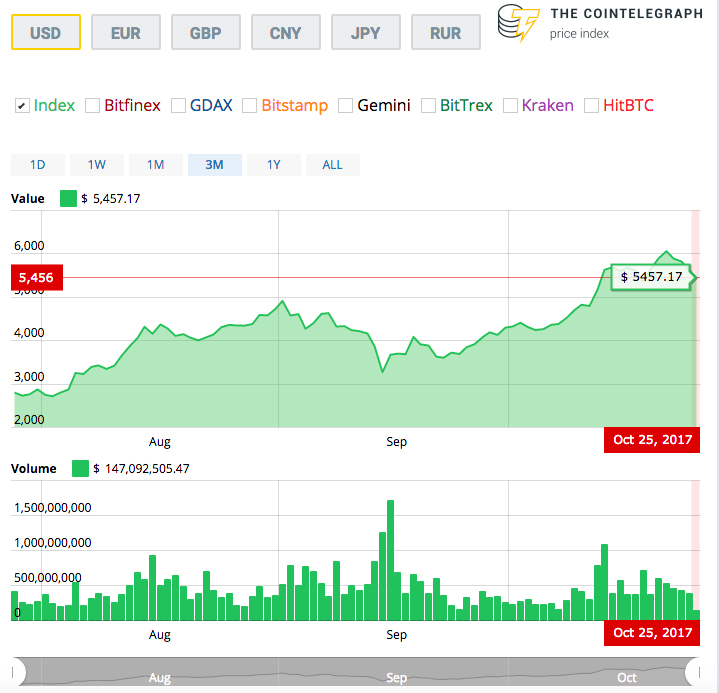 USD EUR GBP CNY JPY RUR
THE COINTELEGRAPH
price index
Index Bitfinex GDAX Bitstamp Gemini BitTrex Kraken HitBTC
1D 1W 1M 3M 1Y ALL
Value $ 5,457.17
6,000
5,456
$ 5457.17
5,000
4,000
3,000
2,000
Aug Sep Oct 25, 2017
Volume $ 147,092,505.47
1,500,000,000
1,000,000,000
500,000,000
0
Aug Sep Oct 25, 2017
Aug Sep Oct